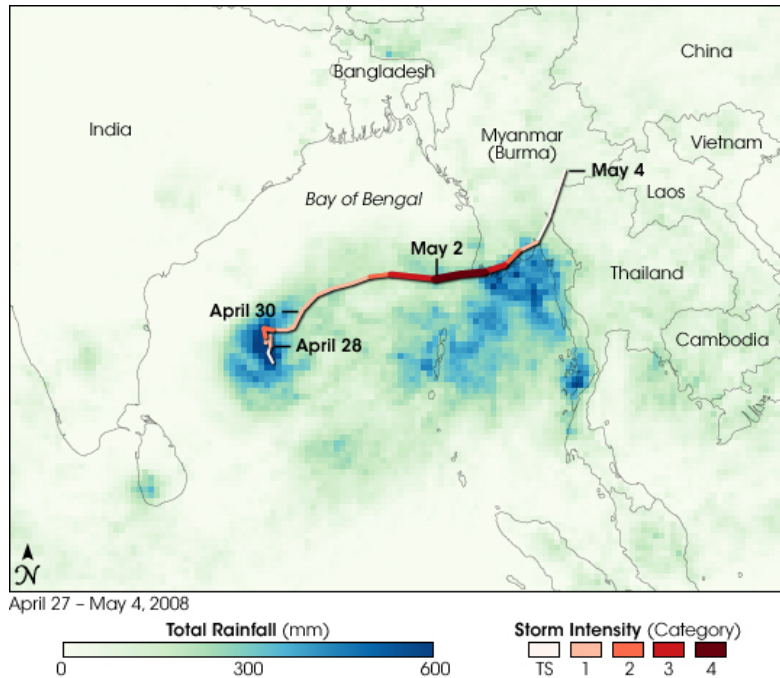 China
Bangladesh
India
Myanmar
(Burma)
Vietnam
May 4
Laos
Bay of Bengal
May 2
Thailand
April 30
Cambodia
April 28
N
April 27 – May 4, 2008
Total Rainfall (mm)
0 300 600
Storm Intensity (Category)
TS 1 2 3 4